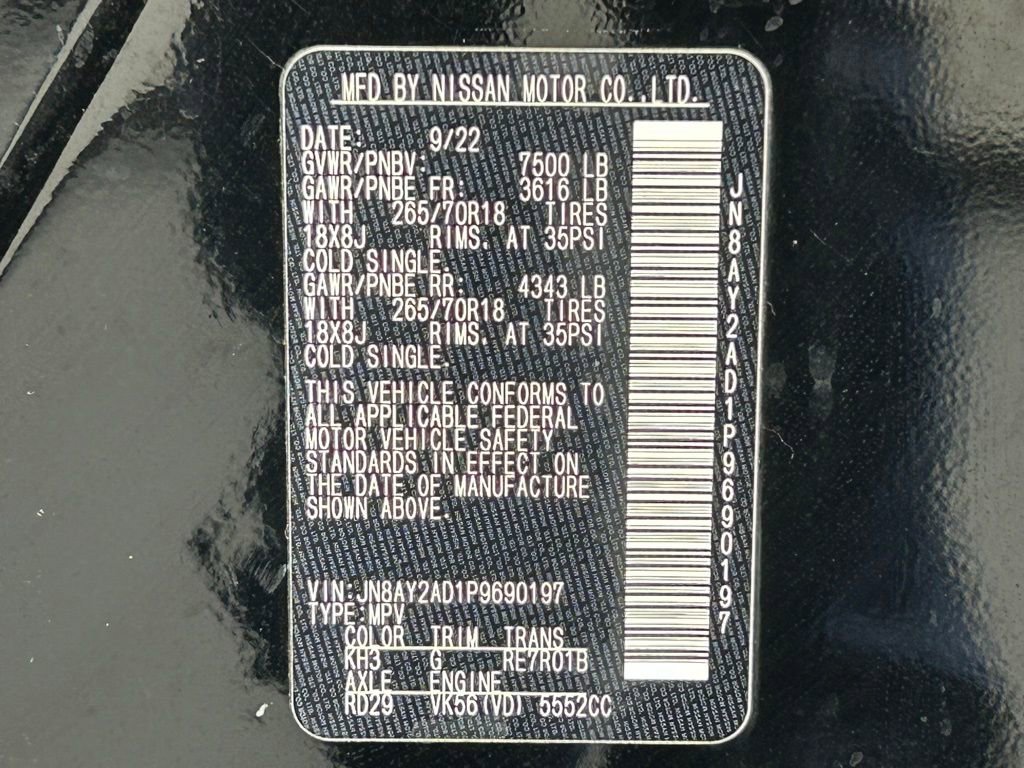 MFD BY NISSAN MOTOR CO.,LTD.
DATE: 9/22
GVWR/PNBV: 7500 LB
GAWR/PNBE FR: 3616 LB
WITH 265/70R18 TIRES
18X8J RIMS. AT 35PSI
COLD SINGLE.
GAWR/PNBE RR: 4343 LB
WITH 265/70R18 TIRES
18X8J RIMS. AT 35PSI
COLD SINGLE.
THIS VEHICLE CONFORMS TO
ALL APPLICABLE FEDERAL
MOTOR VEHICLE SAFETY
STANDARDS IN EFFECT ON
THE DATE OF MANUFACTURE
SHOWN ABOVE.
VIN:JN8AY2AD1P9690197
TYPE:MPV
COLOR TRIM TRANS
KH3 G RE7R01B
AXLE ENGINE
RD29 VK56(VD) 5552CC
JN8AY2AD1P9690197